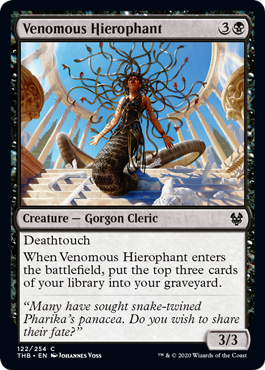 Venomous Hierophant 3
Creature — Gorgon Cleric
Deathtouch
When Venomous Hierophant enters
the battlefield, put the top three cards
of your library into your graveyard.
“Many have sought snake-twined
Pharika’s panacea. Do you wish to share
their fate?”
3/3
122/254 C
THB • EN Johannes Voss
™ & © 2020 Wizards of the Coast